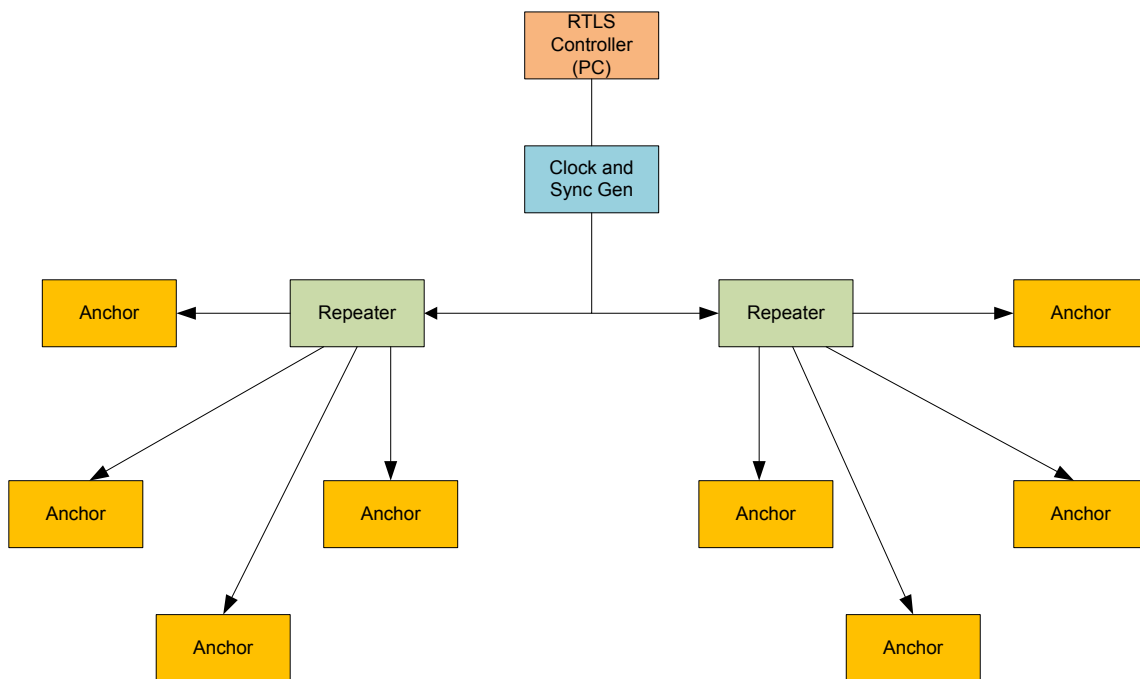 RTLS
Controller
(PC)
Clock and
Sync Gen
Anchor
Repeater
Repeater
Anchor
Anchor
Anchor
Anchor
Anchor
Anchor
Anchor